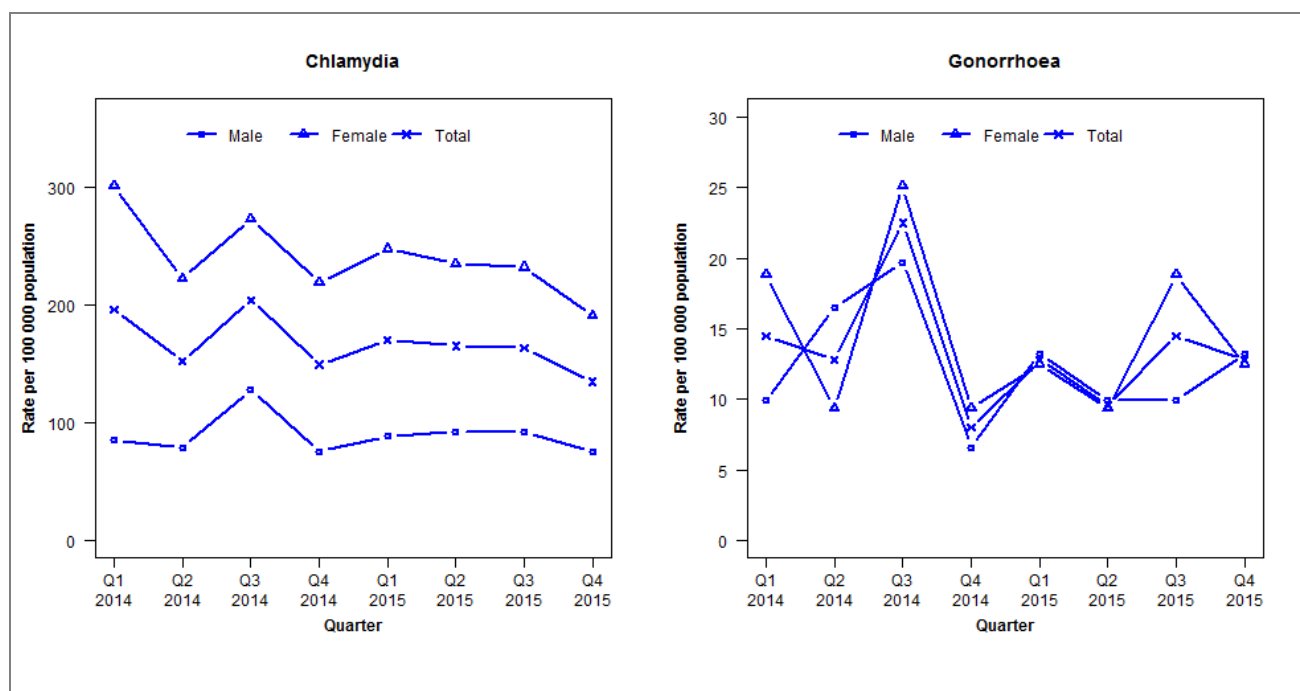 Chlamydia
Male Female Total
300
200
100
0
Rate per 100 000 population
Q1 Q2 Q3 Q4 Q1 Q2 Q3 Q4
2014 2014 2014 2014 2015 2015 2015 2015
Quarter
Gonorrhoea
Male Female Total
30
25
20
15
10
5
0
Rate per 100 000 population
Q1 Q2 Q3 Q4 Q1 Q2 Q3 Q4
2014 2014 2014 2014 2015 2015 2015 2015
Quarter